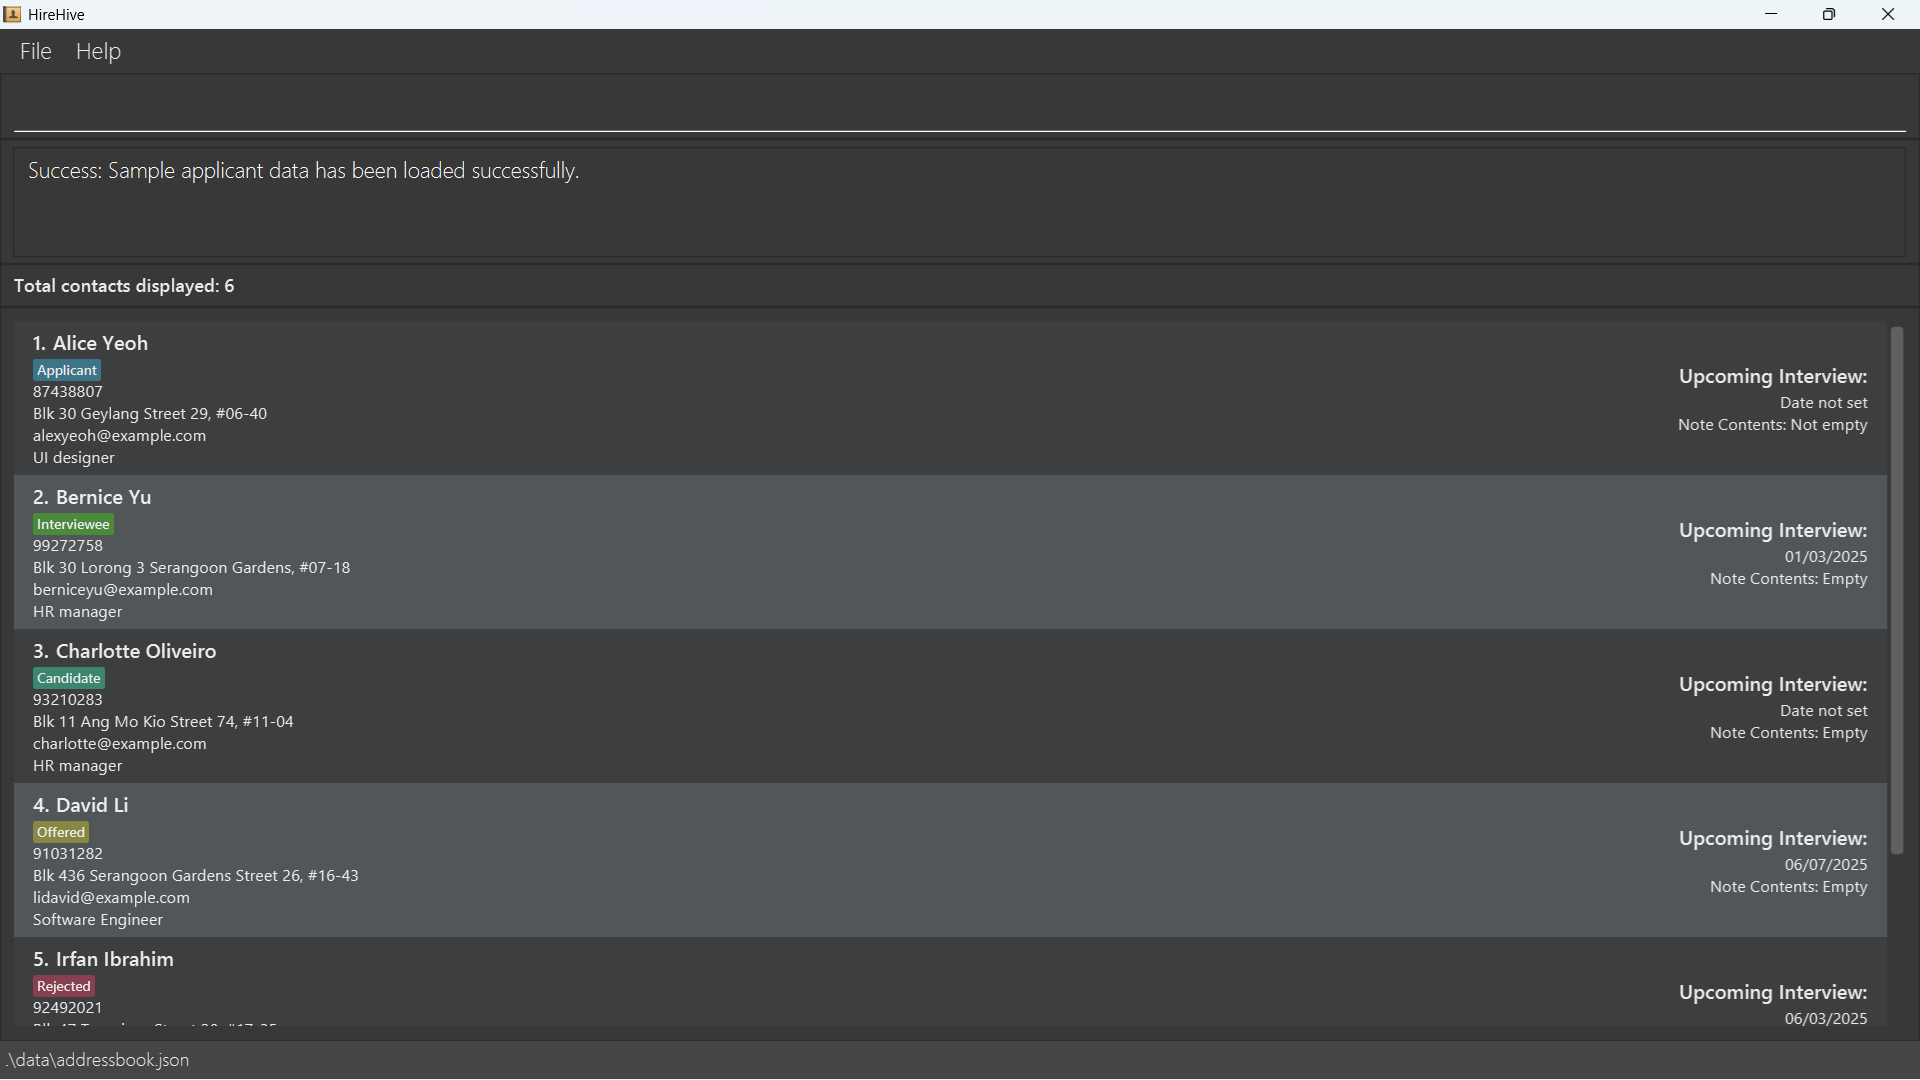 HireHive
File Help
Success: Sample applicant data has been loaded successfully.
Total contacts displayed: 6
1. Alice Yeoh
Applicant
87438807
Blk 30 Geylang Street 29, #06-40
alexyeoh@example.com
UI designer
Upcoming Interview:
Date not set
Note Contents: Not empty
2. Bernice Yu
Interviewee
99272758
Blk 30 Lorong 3 Serangoon Gardens, #07-18
berniceyu@example.com
HR manager
Upcoming Interview:
01/03/2025
Note Contents: Empty
3. Charlotte Oliveiro
Candidate
93210283
Blk 11 Ang Mo Kio Street 74, #11-04
charlotte@example.com
HR manager
Upcoming Interview:
Date not set
Note Contents: Empty
4. David Li
Offered
91031282
Blk 436 Serangoon Gardens Street 26, #16-43
lidavid@example.com
Software Engineer
Upcoming Interview:
06/07/2025
Note Contents: Empty
5. Irfan Ibrahim
Rejected
92492021
Upcoming Interview:
06/03/2025
.\data\addressbook.json